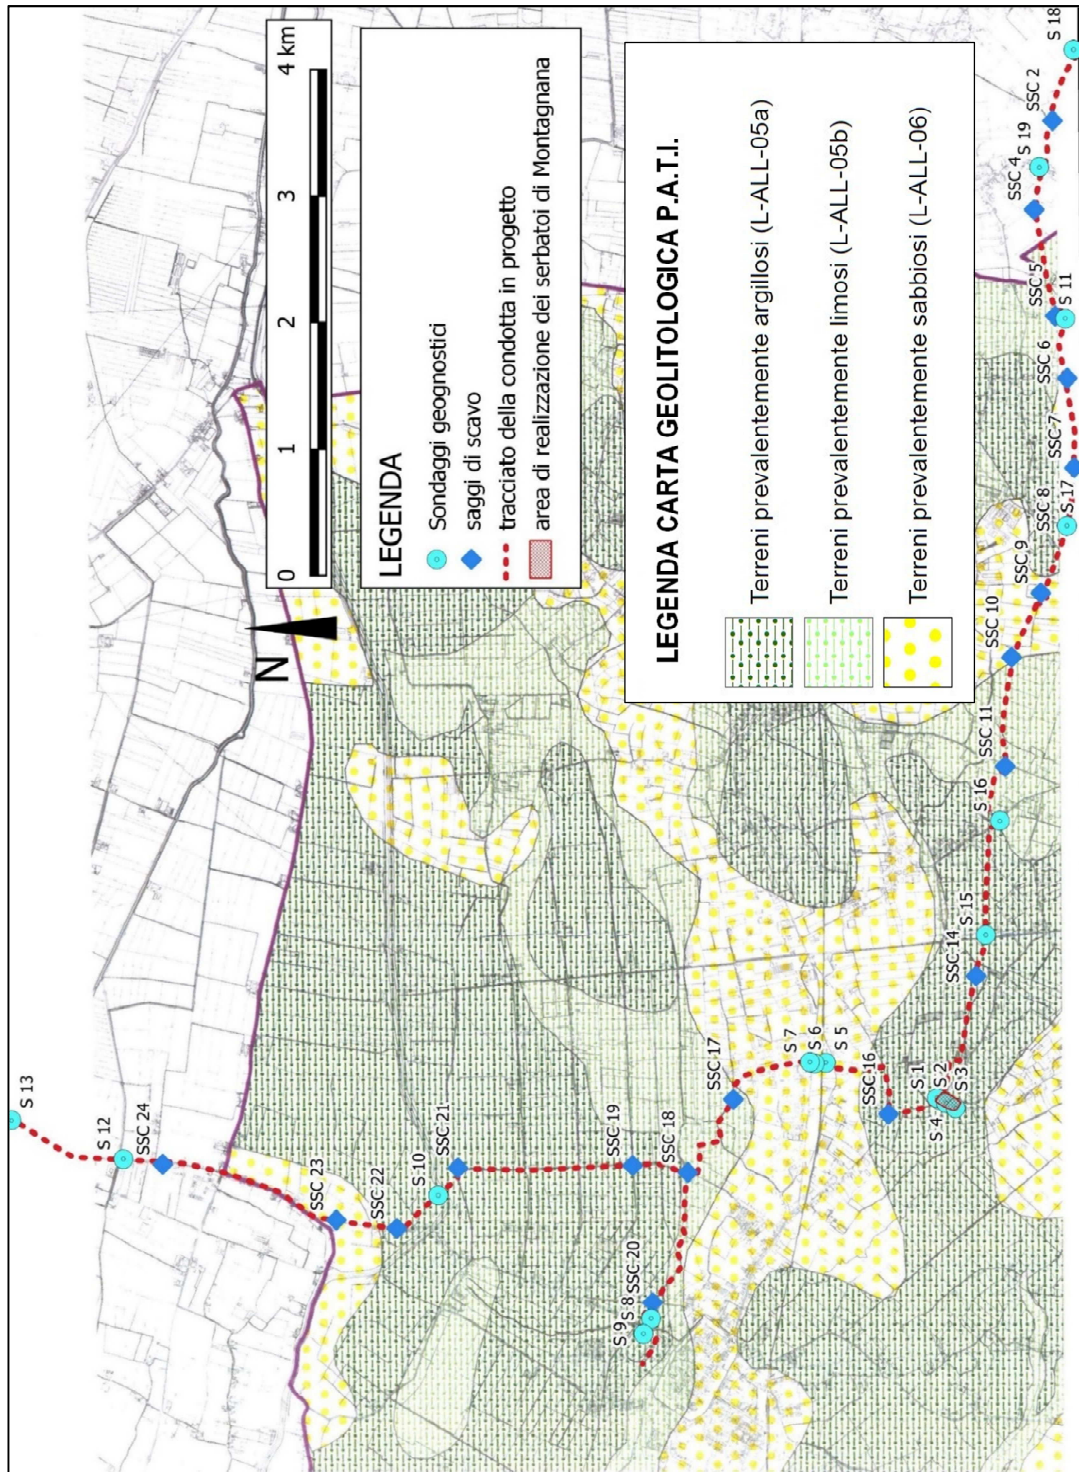 0
1
2
3
4 km
N
LEGENDA
Sondaggi geognostici
saggi di scavo
tracciato della condotta in progetto
area di realizzazione dei serbatoi di Montagnana
LEGENDA CARTA GEOLITOLOGICA P.A.T.I.
Terreni prevalentemente argillosi (L-ALL-05a)
Terreni prevalentemente limosi (L-ALL-05b)
Terreni prevalentemente sabbiosi (L-ALL-06)
S 13
S 12
SSC 24
SSC 23
SSC 22
S 10
SSC 21
SSC 19
SSC 18
SSC 20
S 8
S 9
SSC 17
S 7
S 6
S 5
SSC 16
S 1
S 2
S 3
S 4
SSC 14
S 15
S 16
SSC 11
SSC 10
SSC 9
SSC 8
S 17
SSC 7
SSC 6
S 11
SSC 5
SSC 4
S 19
SSC 2
S 18